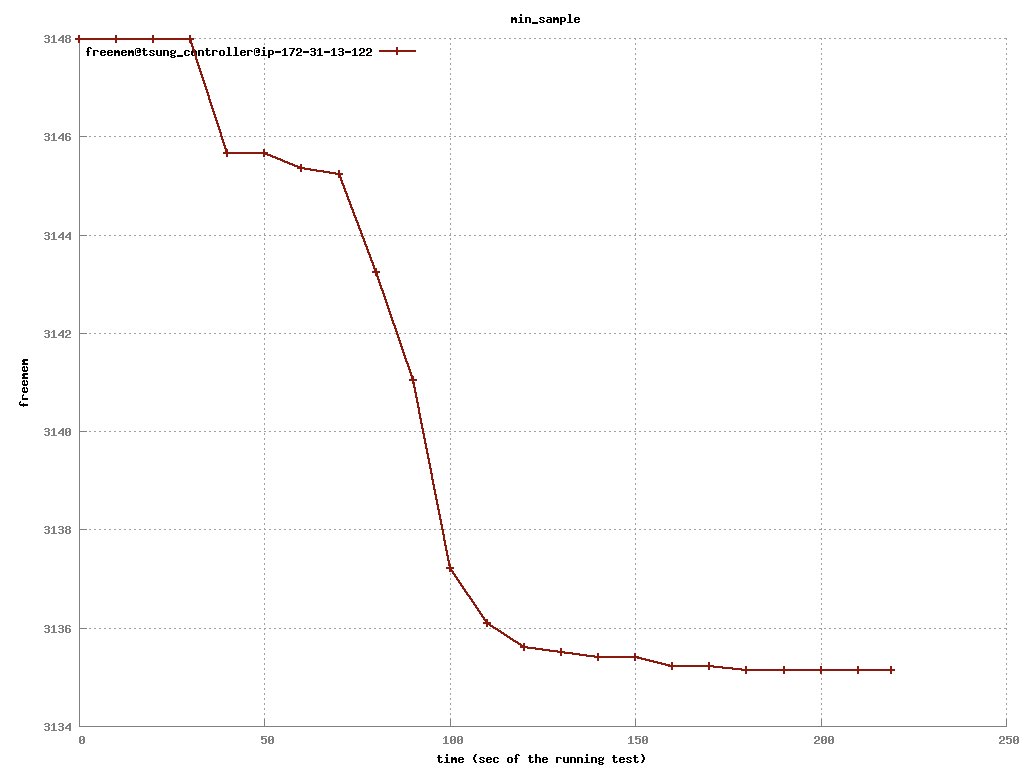 min_sample
3148
freemem@tsung_controller@ip-172-31-13-122
3146
3144
3142
freemem
3140
3138
3136
3134
0 50 100 150 200 250
time (sec of the running test)